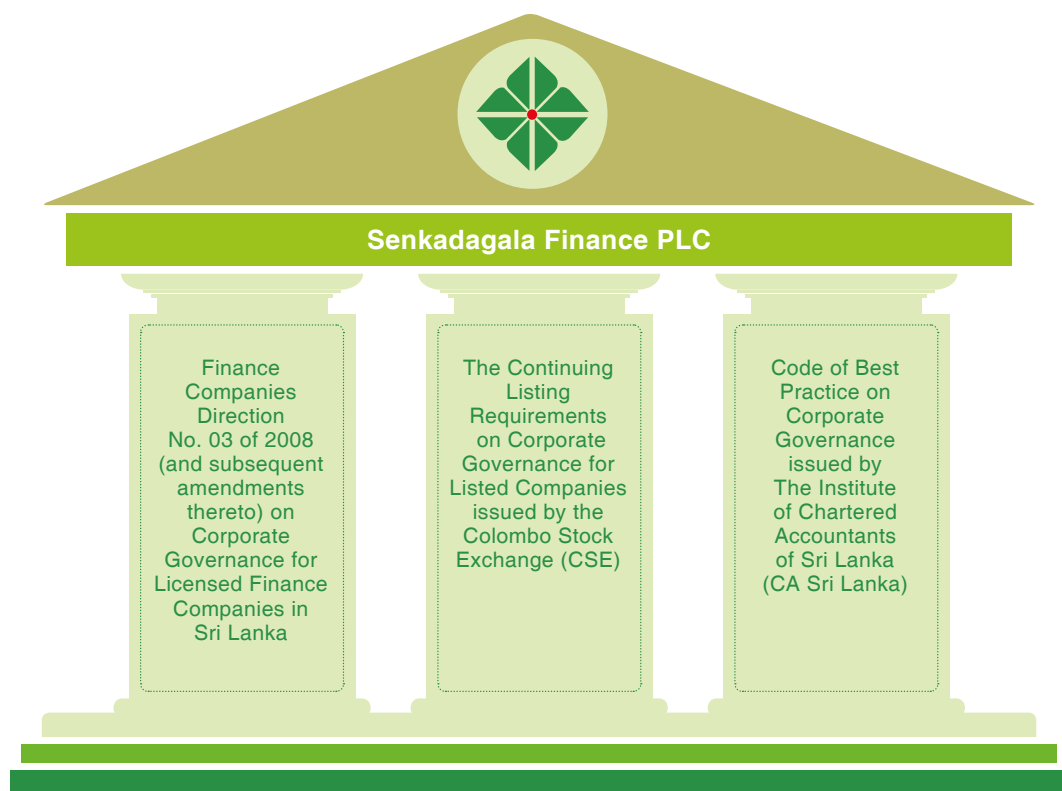 Senkadagala Finance PLC
Finance
Companies
Direction
No. 03 of 2008
(and subsequent
amendments
thereto) on
Corporate
Governance for
Licensed Finance
Companies in
Sri Lanka
The Continuing
Listing
Requirements
on Corporate
Governance for
Listed Companies
issued by the
Colombo Stock
Exchange (CSE)
Code of Best
Practice on
Corporate
Governance
issued by
The Institute
of Chartered
Accountants
of Sri Lanka
(CA Sri Lanka)